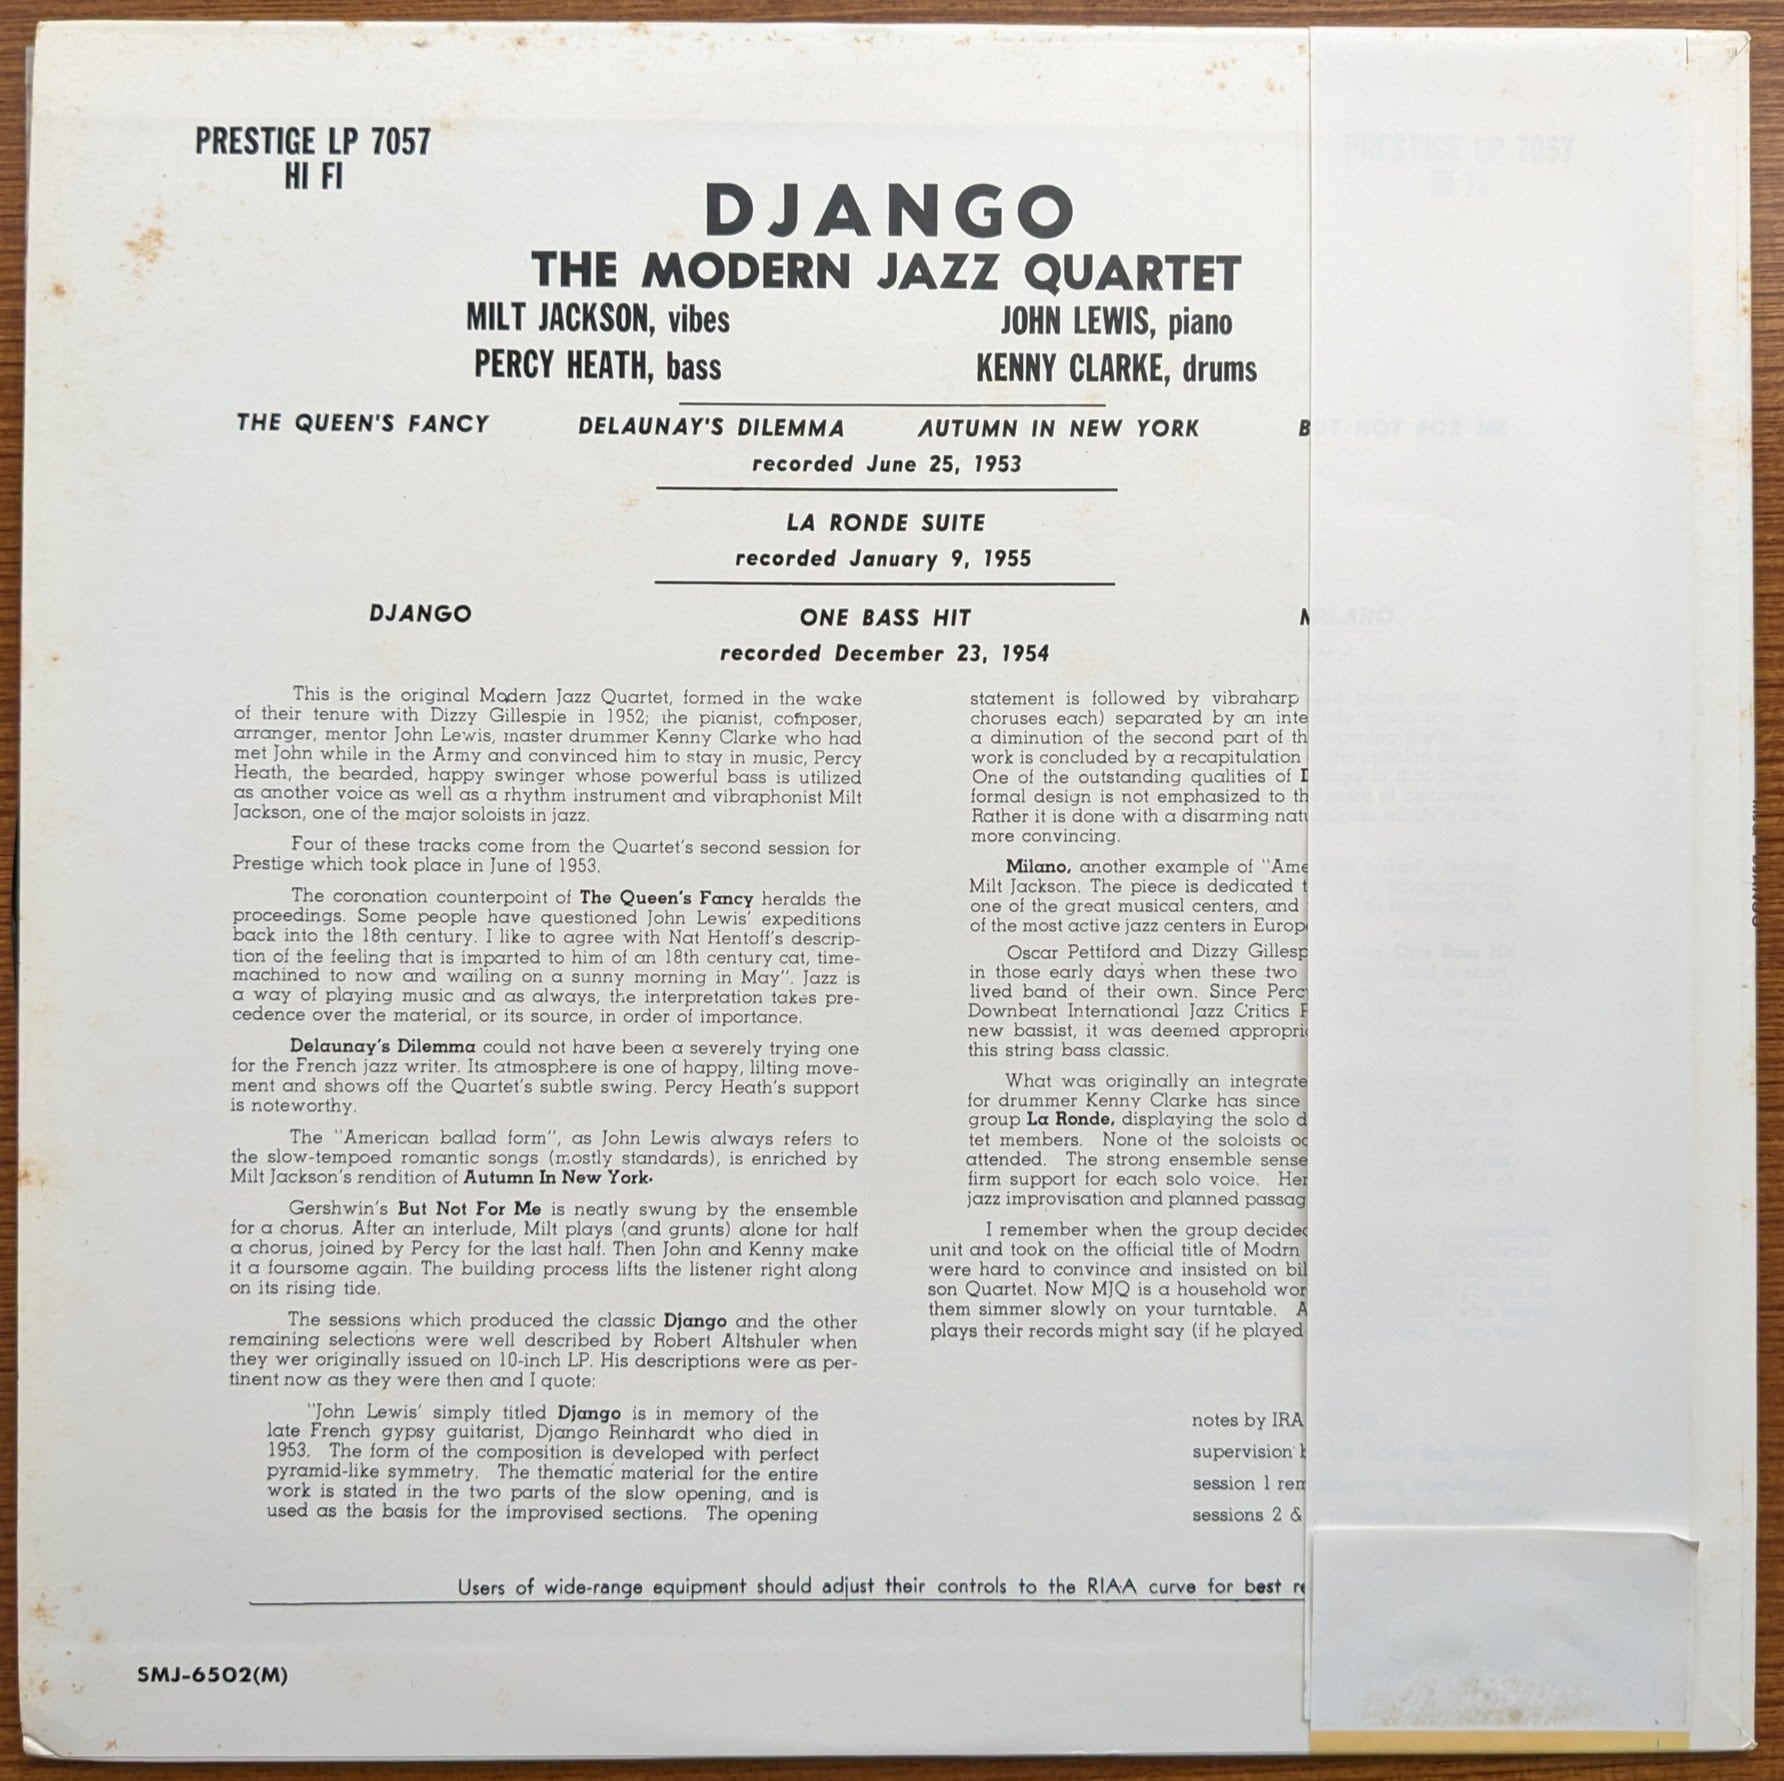 PRESTIGE LP 7057
HI FI
DJANGO
THE MODERN JAZZ QUARTET
MILT JACKSON, vibes JOHN LEWIS, piano
PERCY HEATH, bass KENNY CLARKE, drums
THE QUEEN'S FANCY DELAUNAY'S DILEMMA AUTUMN IN NEW YORK BUT NOT FOR ME
recorded June 25, 1953
LA RONDE SUITE
recorded January 9, 1955
DJANGO ONE BASS HIT MILANO
recorded December 23, 1954
This is the original Modern Jazz Quartet, formed in the wake
of their tenure with Dizzy Gillespie in 1952; the pianist, composer,
arranger, mentor John Lewis, master drummer Kenny Clarke who had
met John while in the Army and convinced him to stay in music, Percy
Heath, the bearded, happy swinger whose powerful bass is utilized
as another voice as well as a rhythm instrument and vibraphonist Milt
Jackson, one of the major soloists in jazz.
Four of these tracks come from the Quartet's second session for
Prestige which took place in June of 1953.
The coronation counterpoint of The Queen's Fancy heralds the
proceedings. Some people have questioned John Lewis' expeditions
back into the 18th century. I like to agree with Nat Hentoff's descrip-
tion of the feeling that is imparted to him of an 18th century cat, time-
machined to now and wailing on a sunny morning in May". Jazz is
a way of playing music and as always, the interpretation takes pre-
cedence over the material, or its source, in order of importance.
Delaunay's Dilemma could not have been a severely trying one
for the French jazz writer. Its atmosphere is one of happy, lilting move-
ment and shows off the Quartet's subtle swing. Percy Heath's support
is noteworthy.
The "American ballad form", as John Lewis always refers to
the slow-tempoed romantic songs (mostly standards), is enriched by
Milt Jackson's rendition of Autumn In New York.
Gershwin's But Not For Me is neatly swung by the ensemble
for a chorus. After an interlude, Milt plays (and grunts) alone for half
a chorus, joined by Percy for the last half. Then John and Kenny make
it a foursome again. The building process lifts the listener right along
on its rising tide.
The sessions which produced the classic Django and the other
remaining selections were well described by Robert Altshuler when
they wer originally issued on 10-inch LP. His descriptions were as per-
tinent now as they were then and I quote:
"John Lewis' simply titled Django is in memory of the
late French gypsy guitarist, Django Reinhardt who died in
1953. The form of the composition is developed with perfect
pyramid-like symmetry. The thematic material for the entire
work is stated in the two parts of the slow opening, and is
used as the basis for the improvised sections. The opening
statement is followed by vibraharp
choruses each) separated by an inte
a diminution of the second part of th
work is concluded by a recapitulation
One of the outstanding qualities of D
formal design is not emphasized to th
Rather it is done with a disarming natu
more convincing.
Milano, another example of "Ame
Milt Jackson. The piece is dedicated t
one of the great musical centers, and
of the most active jazz centers in Europ
Oscar Pettiford and Dizzy Gillesp
in those early days when these two
lived band of their own. Since Perc
Downbeat International Jazz Critics P
new bassist, it was deemed appropri
this string bass classic.
What was originally an integrate
for drummer Kenny Clarke has since
group La Ronde, displaying the solo d
tet members. None of the soloists
attended. The strong ensemble sense
firm support for each solo voice. Her
jazz improvisation and planned passag
I remember when the group decided
unit and took on the official title of Modrn
were hard to convince and insisted on bil
son Quartet. Now MJQ is a household wor
them simmer slowly on your turntable. A
plays their records might say (if he played
notes by IRA
supervision b
session 1 rem
sessions 2 &
Users of wide-range equipment should adjust their controls to the RIAA curve for best re
SMJ-6502(M)